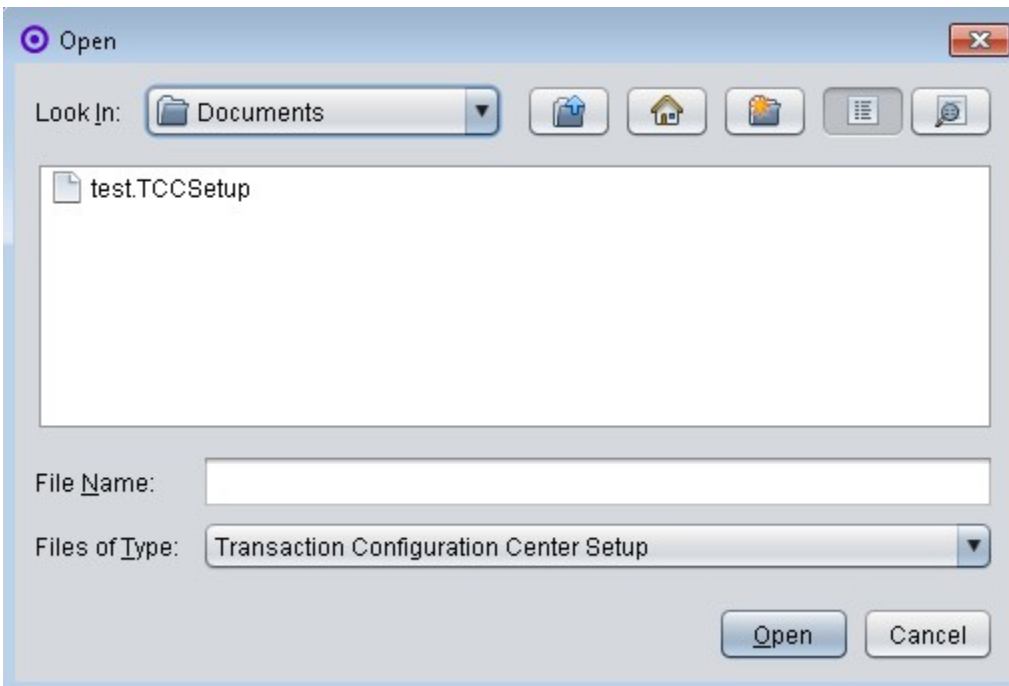 Open
Look In: Documents
test.TCCSetup
File Name:
Files of Type: Transaction Configuration Center Setup
Open Cancel